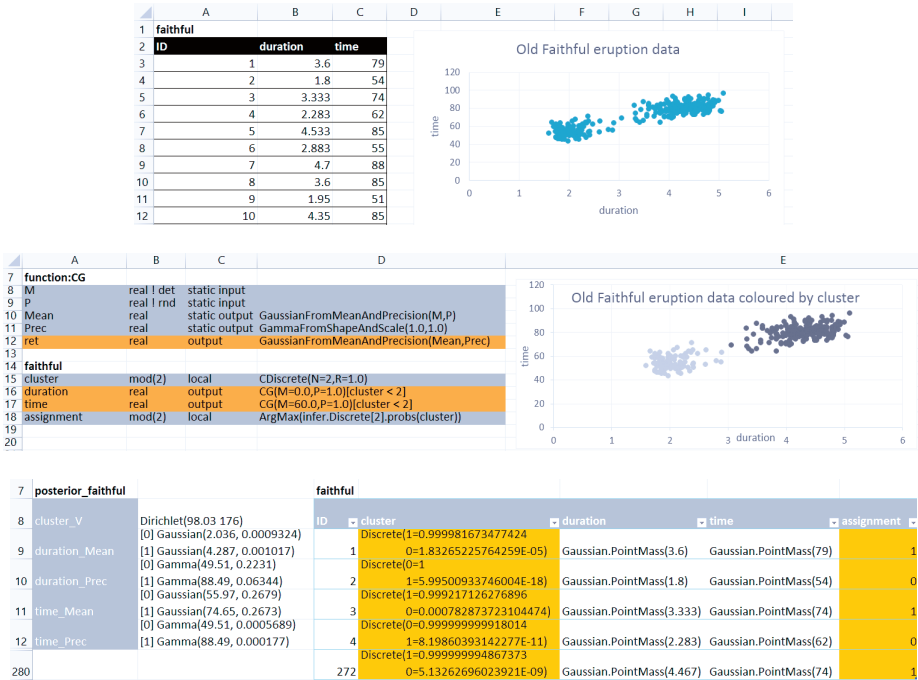 A B C D E F G H I
1 faithful
2 ID duration time
3 1 3.6 79
4 2 1.8 54
5 3 3.333 74
6 4 2.283 62
7 5 4.533 85
8 6 2.883 55
9 7 4.7 88
10 8 3.6 85
11 9 1.95 51
12 10 4.35 85
Old Faithful eruption data
120
100
80
60
40
20
0
time
0 1 2 3 4 5 6
duration
A B C D E
7 function:CG
8 M real ! det static input
9 P real ! rnd static input
10 Mean real static output GaussianFromMeanAndPrecision(M,P)
11 Prec real static output GammaFromShapeAndScale(1.0,1.0)
12 ret real output GaussianFromMeanAndPrecision(Mean,Prec)
13
14 faithful
15 cluster mod(2) local CDiscrete(N=2,R=1.0)
16 duration real output CG(M=0.0,P=1.0)[cluster < 2]
17 time real output CG(M=60.0,P=1.0)[cluster < 2]
18 assignment mod(2) local ArgMax(infer.Discrete[2].probs(cluster))
19
20
Old Faithful eruption data coloured by cluster
120
100
80
60
40
20
0
time
0 1 2 3 4 5 6
duration
7 posterior_faithful faithful
8 cluster_V Dirichlet(98.03 176) ID cluster duration time assignment
[0] Gaussian(2.036, 0.0009324) Discrete(1=0.999981673477424
9 duration_Mean [1] Gaussian(4.287, 0.001017) 1 0=1.83265225764259E-05) Gaussian.PointMass(3.6) Gaussian.PointMass(79) 1
[0] Gamma(49.51, 0.2231) Discrete(0=1
10 duration_Prec [1] Gamma(88.49, 0.06344) 2 1=5.99500933746004E-18) Gaussian.PointMass(1.8) Gaussian.PointMass(54) 0
[0] Gaussian(55.97, 0.2679) Discrete(1=0.999217126276896
11 time_Mean [1] Gaussian(74.65, 0.2673) 3 0=0.000782873723104474) Gaussian.PointMass(3.333) Gaussian.PointMass(74) 1
[0] Gamma(49.51, 0.0005689) Discrete(0=0.999999999918014
12 time_Prec [1] Gamma(88.49, 0.000177) 4 1=8.19860393142277E-11) Gaussian.PointMass(2.283) Gaussian.PointMass(62) 0
Discrete(1=0.999999994867373
280 272 0=5.13262696023921E-09) Gaussian.PointMass(4.467) Gaussian.PointMass(74) 1